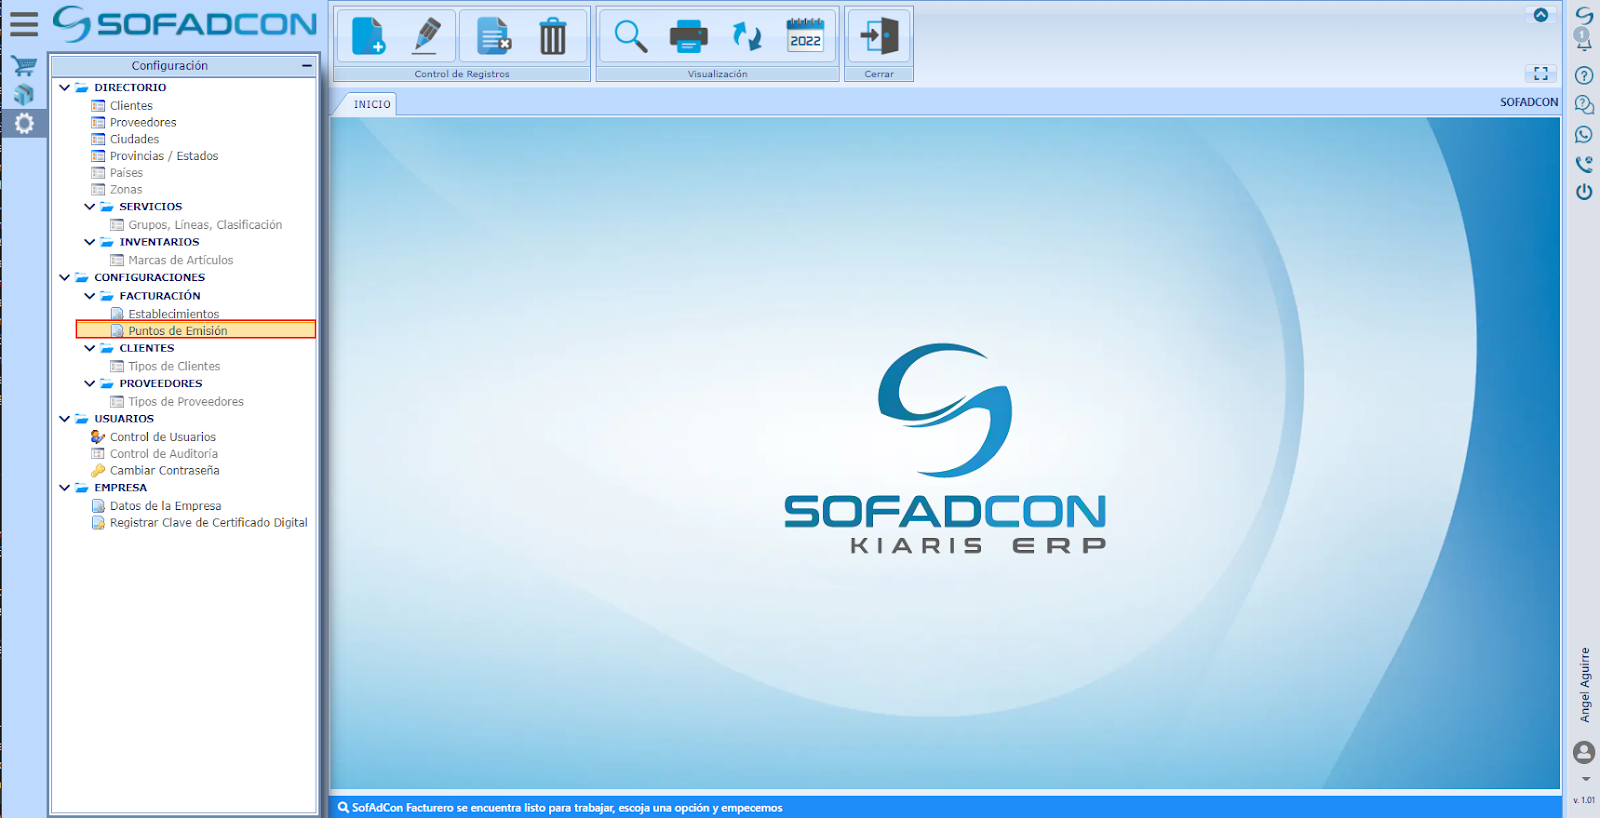 SOFADCON
Configuración
DIRECTORIO
Clientes
Proveedores
Ciudades
Provincias / Estados
Países
Zonas
SERVICIOS
Grupos, Líneas, Clasificación
INVENTARIOS
Marcas de Artículos
CONFIGURACIONES
FACTURACIÓN
Establecimientos
Puntos de Emisión
CLIENTES
Tipos de Clientes
PROVEEDORES
Tipos de Proveedores
USUARIOS
Control de Usuarios
Control de Auditoría
Cambiar Contraseña
EMPRESA
Datos de la Empresa
Registrar Clave de Certificado Digital
2022
Control de Registros
Visualización
Cerrar
INICIO
SOFADCON
SOFADCON
KIARIS ERP
SofAdCon Facturero se encuentra listo para trabajar, escoja una opción y empecemos
1
Angel Aguirre
v. 1.01